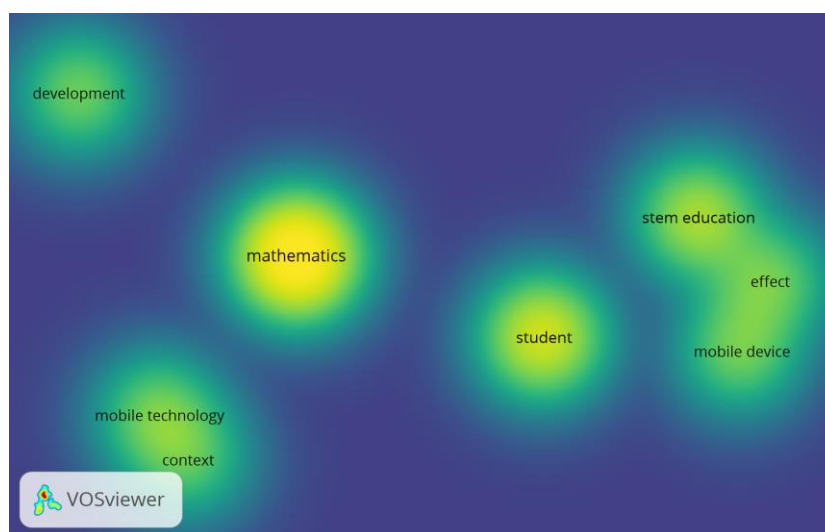 development
stem education
mathematics
effect
student
mobile device
mobile technology
context
VOSviewer